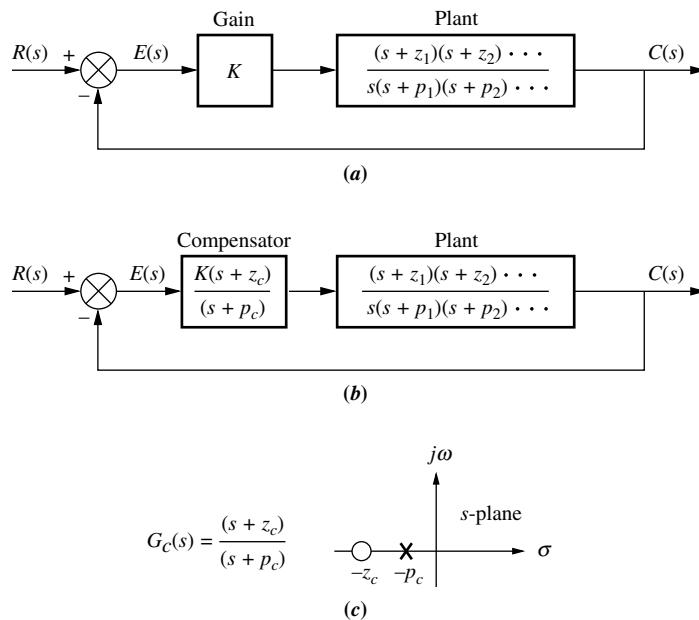 Gain Plant
R(s) + E(s) K (s + z₁)(s + z₂) · · · C(s)
− s(s + p₁)(s + p₂) · · ·
(a)
Compensator Plant
R(s) + E(s) K(s + z_c) (s + z₁)(s + z₂) · · · C(s)
− (s + p_c) s(s + p₁)(s + p₂) · · ·
(b)
jω
s-plane
G_C(s) = (s + z_c) σ
(s + p_c) −z_c −p_c
(c)